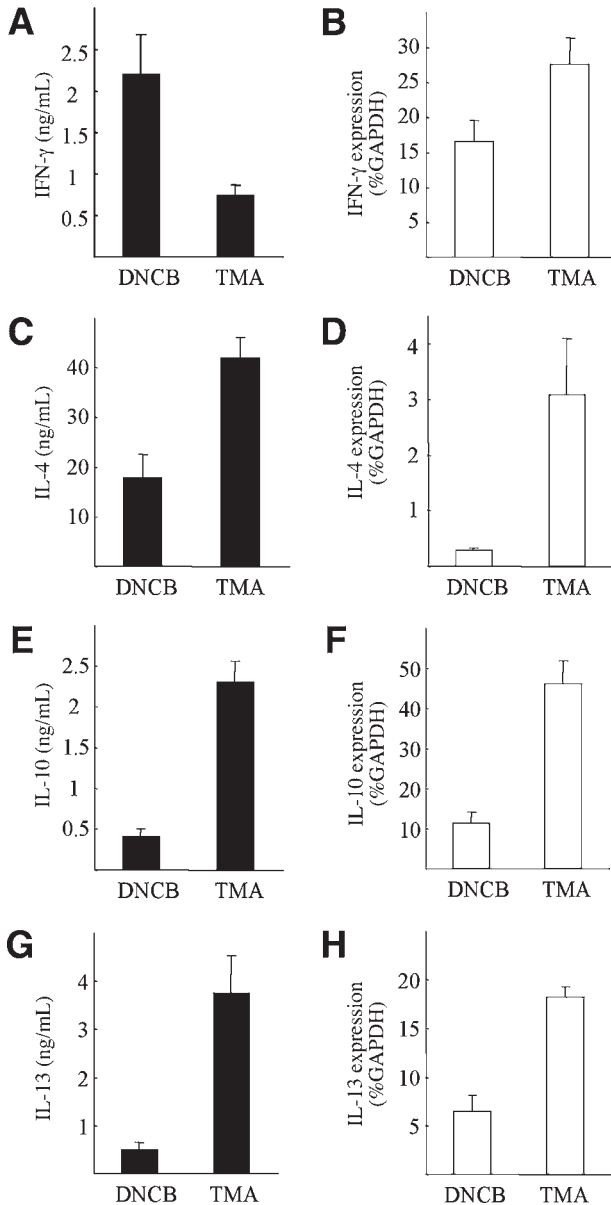 A
IFN-γ (ng/mL)
2.5
2
1.5
1
0.5
DNCB TMA
B
IFN-γ expression
(%GAPDH)
30
25
20
15
10
5
DNCB TMA
C
IL-4 (ng/mL)
40
30
20
10
DNCB TMA
D
IL-4 expression
(%GAPDH)
4
3
2
1
DNCB TMA
E
IL-10 (ng/mL)
2.5
2
1.5
1
0.5
DNCB TMA
F
IL-10 expression
(%GAPDH)
50
40
30
20
10
DNCB TMA
G
IL-13 (ng/mL)
4
3
2
1
DNCB TMA
H
IL-13 expression
(%GAPDH)
20
15
10
5
DNCB TMA